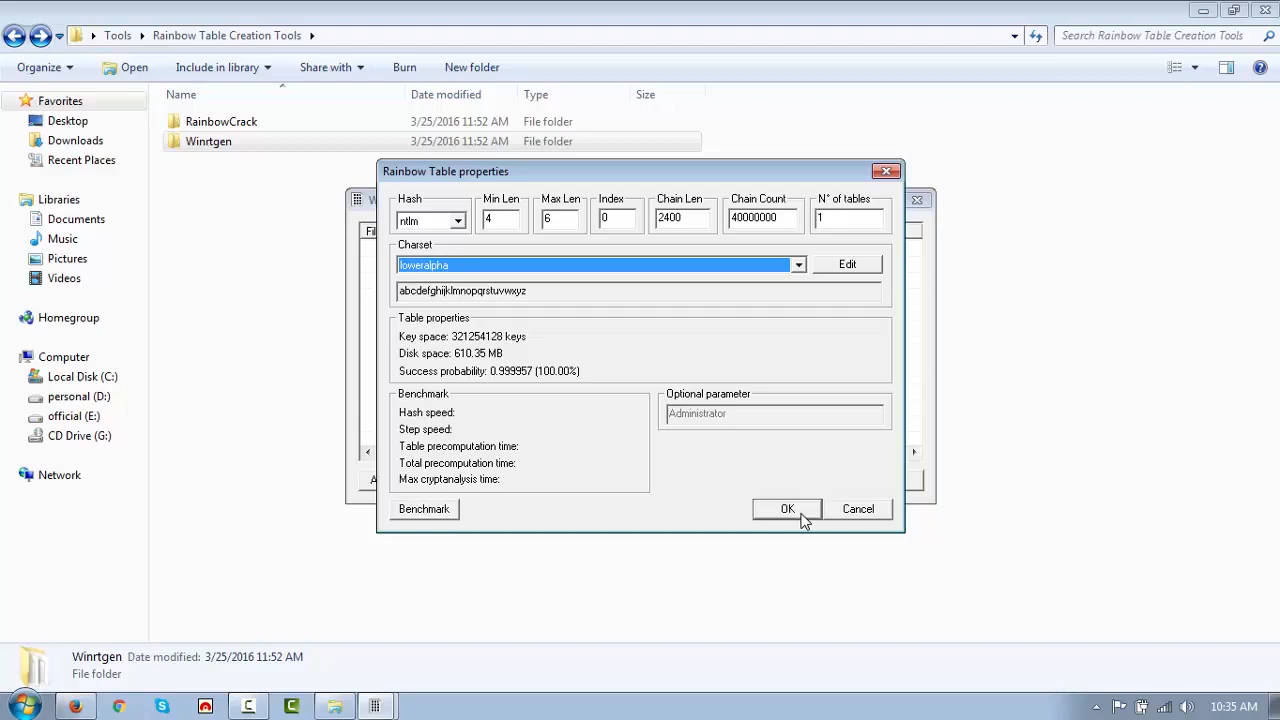 Tools
Rainbow Table Creation Tools
Search Rainbow Table Creation Tools
Organize
Open
Include in library
Share with
Burn
New folder
Name
Date modified
Type
Size
Favorites
Desktop
Downloads
Recent Places
Libraries
Documents
Music
Pictures
Videos
Homegroup
Computer
Local Disk (C:)
personal (D:)
official (E:)
CD Drive (G:)
Network
RainbowCrack 3/25/2016 11:52 AM File folder
Winrtgen 3/25/2016 11:52 AM File folder
Rainbow Table properties
Hash
Min Len
Max Len
Index
Chain Len
Chain Count
N° of tables
ntlm
4
6
0
2400
40000000
1
Charset
loweralpha
Edit
abcdefghijklmnopqrstuvwxyz
Table properties
Key space: 321254128 keys
Disk space: 610.35 MB
Success probability: 0.999957 (100.00%)
Benchmark
Hash speed:
Step speed:
Table precomputation time:
Total precomputation time:
Max cryptanalysis time:
Optional parameter
Administrator
Benchmark
OK
Cancel
Winrtgen Date modified: 3/25/2016 11:52 AM
File folder
10:35 AM